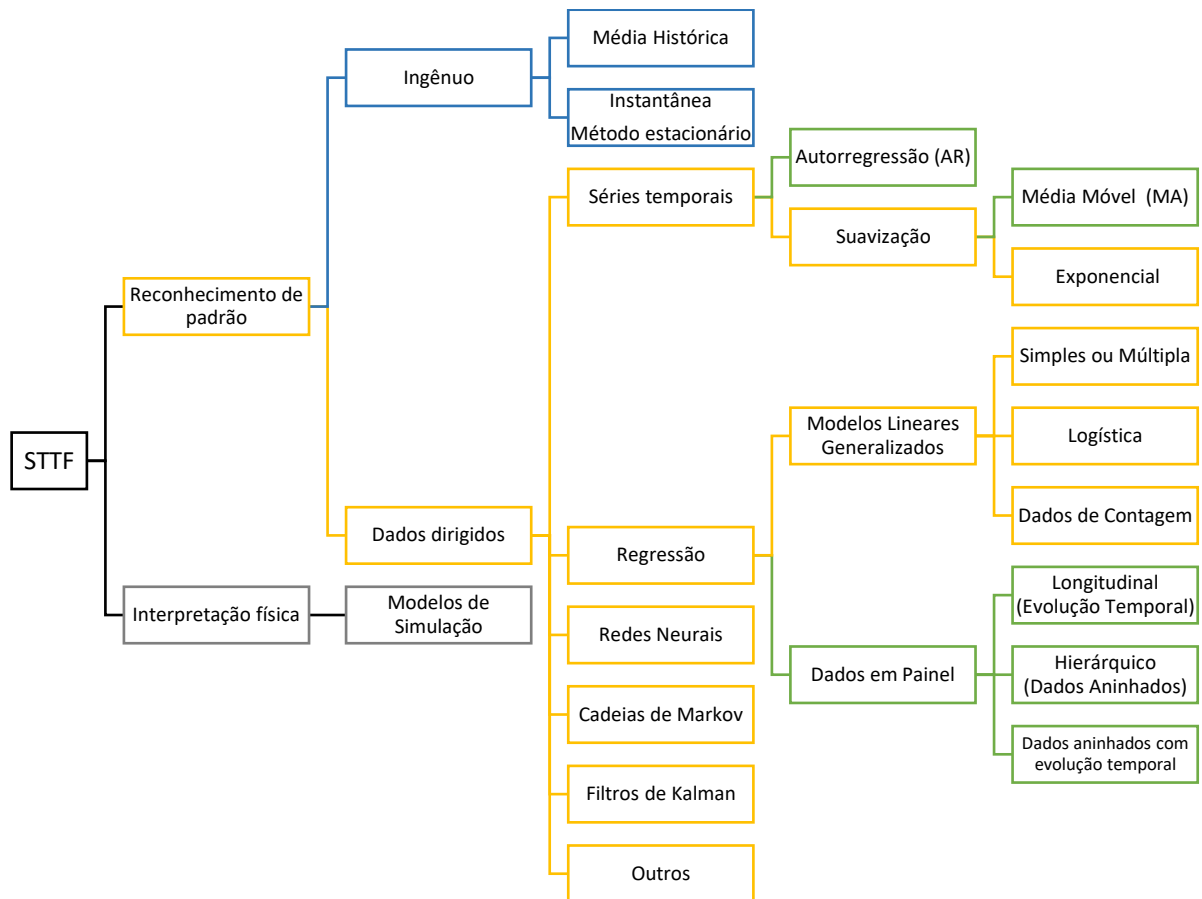 STTF
Reconhecimento de
padrão
Ingênuo
Média Histórica
Instantânea
Método estacionário
Dados dirigidos
Séries temporais
Autorregressão (AR)
Suavização
Média Móvel (MA)
Exponencial
Regressão
Modelos Lineares
Generalizados
Simples ou Múltipla
Logística
Dados de Contagem
Dados em Painel
Longitudinal
(Evolução Temporal)
Hierárquico
(Dados Aninhados)
Dados aninhados com
evolução temporal
Redes Neurais
Cadeias de Markov
Filtros de Kalman
Outros
Interpretação física
Modelos de
Simulação